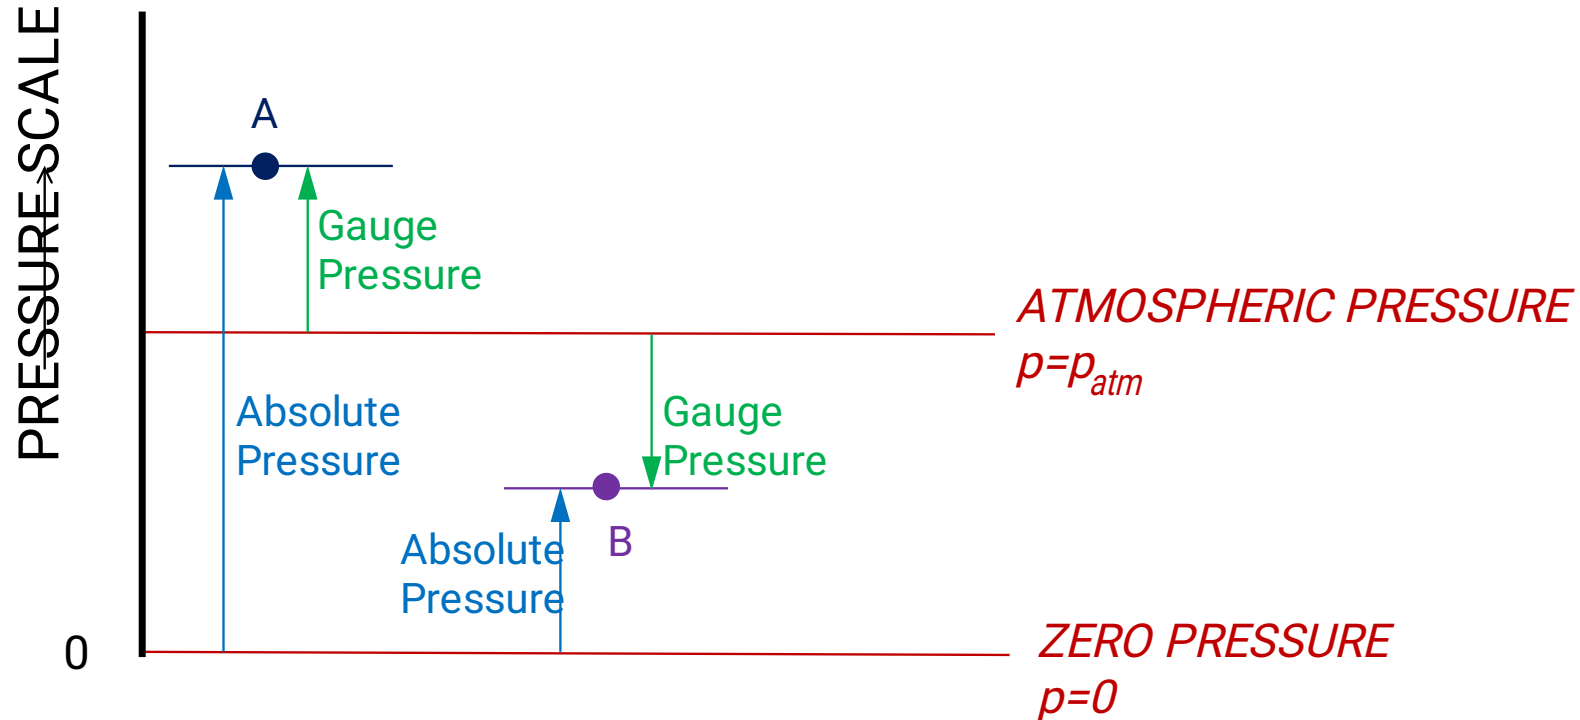 PRESSURE SCALE
A
Gauge
Pressure
ATMOSPHERIC PRESSURE
p=patm
Absolute
Pressure
Gauge
Pressure
Absolute
Pressure
B
0
ZERO PRESSURE
p=0